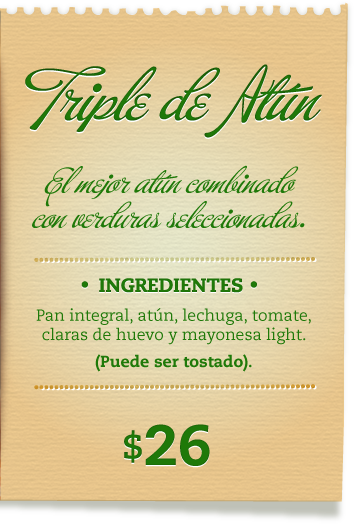 Triple de Atún
El mejor atún combinado
con verduras seleccionadas.
• INGREDIENTES •
Pan integral, atún, lechuga, tomate,
claras de huevo y mayonesa light.
(Puede ser tostado).
$26